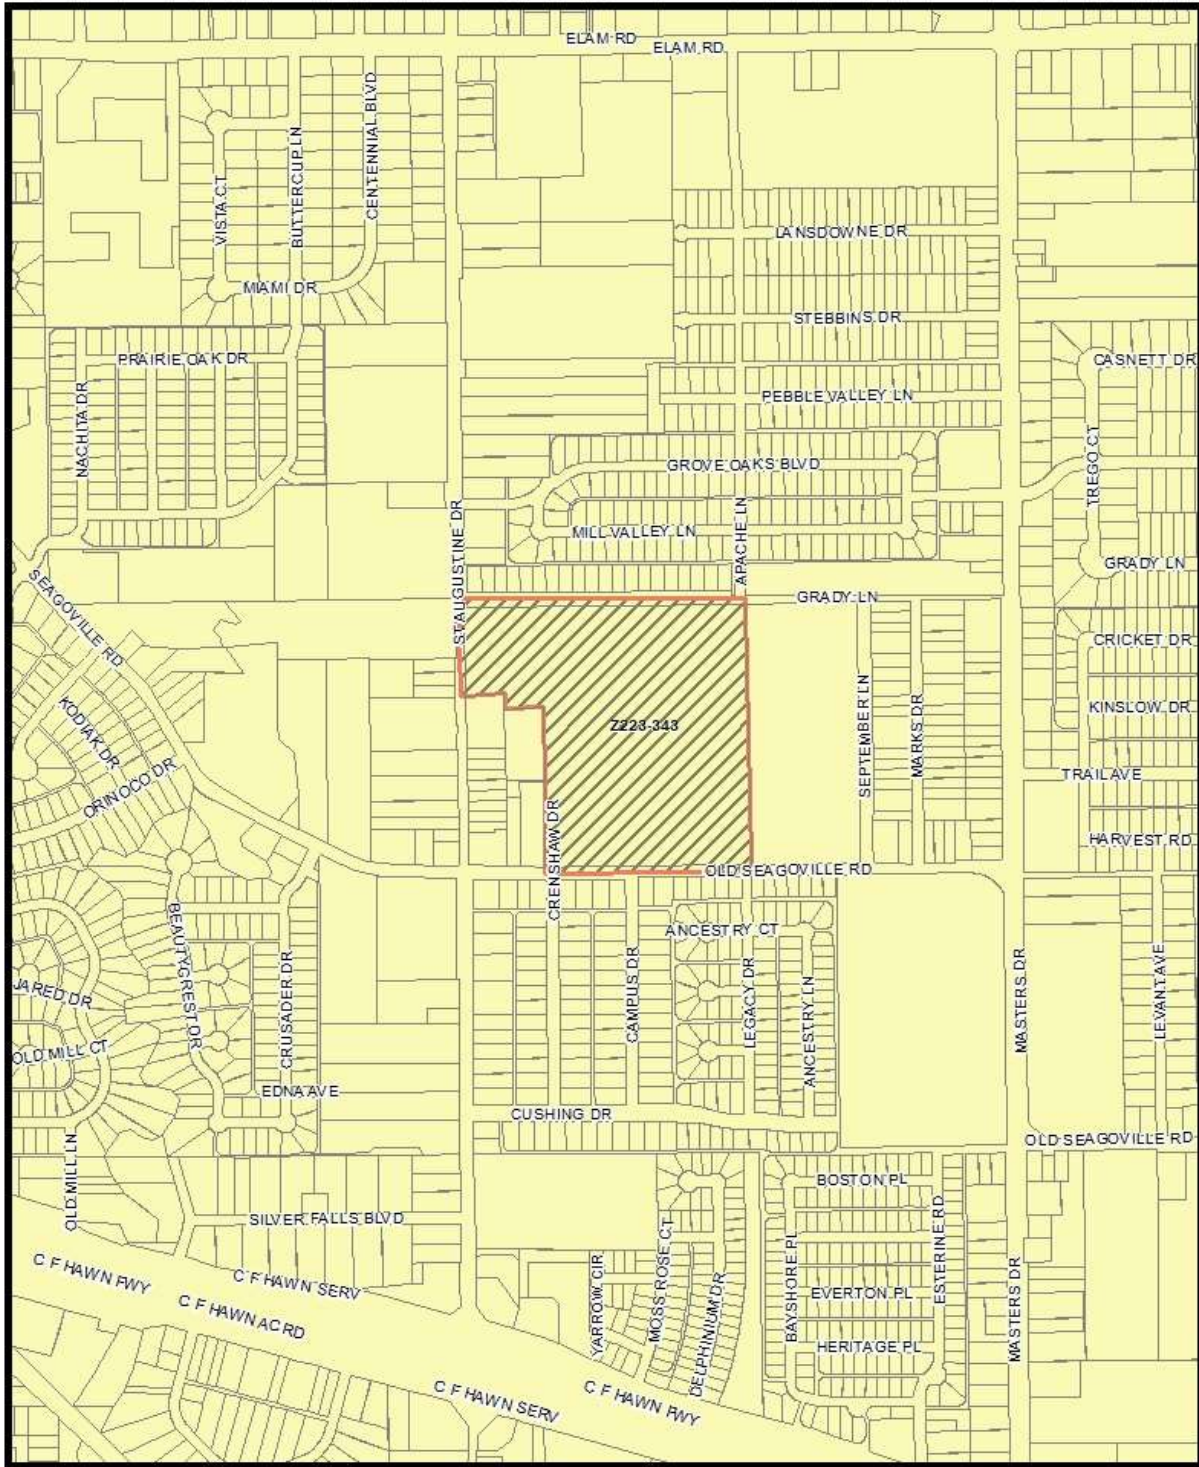 ELAM RD
ELAM RD
CENTENNIAL BLVD
BUTTERCUP LN
VISTA CT
LANSDOWNE DR
MIAMI DR
STEBBINS DR
PRAIRIE OAK DR
CASNETT DR
PEBBLE VALLEY LN
NACHITA DR
GROVE OAKS BLVD
TREGO CT
MILL VALLEY LN
APACHE LN
ST AUGUSTINE DR
GRADY LN
SEAGOVILLE RD
GRADY LN
CRICKET DR
KINSLOW DR
KODIAK DR
Z223-343
SEPTEMBER LN
MARKS DR
TRAIL AVE
ORINOCO DR
CRENSHAW DR
HARVEST RD
OLD SEAGOVILLE RD
ANCESTRY CT
BEAUTYCREST DR
CRUSADER DR
CAMPUS DR
LEGACY DR
ANCESTRY LN
MASTERS DR
LEVANT AVE
JARED DR
OLD MILL CT
EDNA AVE
CUSHING DR
OLD SEAGOVILLE RD
OLD MILL LN
BOSTON PL
SILVER FALLS BLVD
MOSS ROSE CT
BAYSHORE PL
ESTERINE RD
C F HAWN FWY
C F HAWN SERV
YARROW CIR
DELPHINIUM DR
EVERTON PL
MASTERS DR
C F HAWN AC RD
HERITAGE PL
C F HAWN SERV
C F HAWN FWY